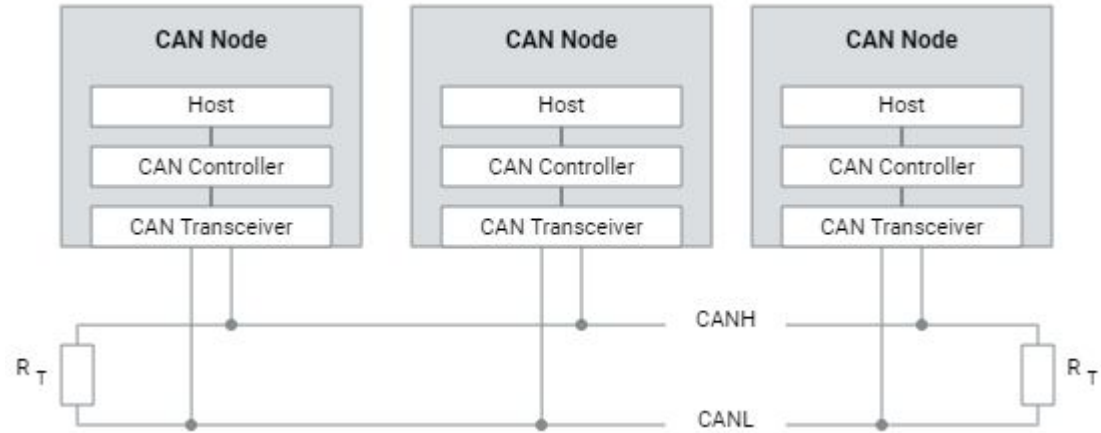 CAN Node
CAN Node
CAN Node
Host
Host
Host
CAN Controller
CAN Controller
CAN Controller
CAN Transceiver
CAN Transceiver
CAN Transceiver
CANH
R T
R T
CANL